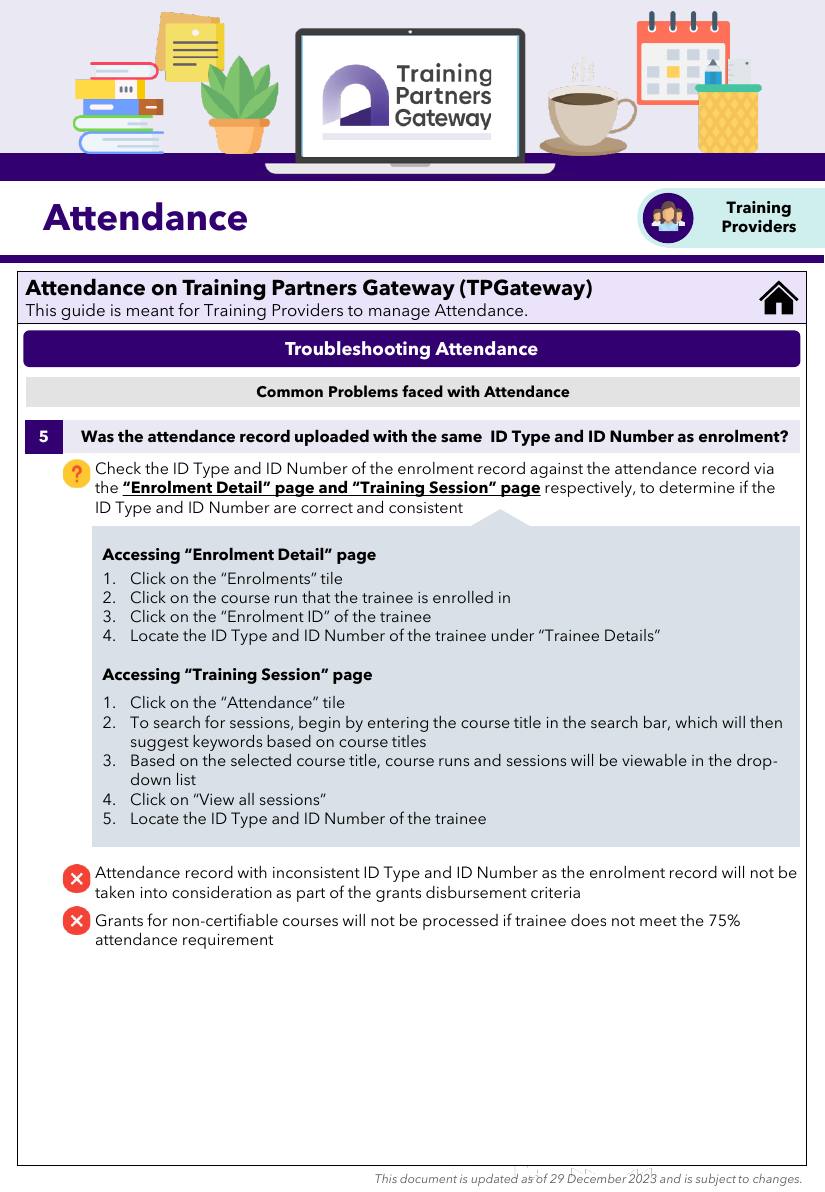 Training
Partners
Gateway
Attendance
Training
Providers
Attendance on Training Partners Gateway (TPGateway)
This guide is meant for Training Providers to manage Attendance.
Troubleshooting Attendance
Common Problems faced with Attendance
5 Was the attendance record uploaded with the same ID Type and ID Number as enrolment?
? Check the ID Type and ID Number of the enrolment record against the attendance record via
the “Enrolment Detail” page and “Training Session” page respectively, to determine if the
ID Type and ID Number are correct and consistent
Accessing “Enrolment Detail” page
1. Click on the “Enrolments” tile
2. Click on the course run that the trainee is enrolled in
3. Click on the “Enrolment ID” of the trainee
4. Locate the ID Type and ID Number of the trainee under “Trainee Details”
Accessing “Training Session” page
1. Click on the “Attendance” tile
2. To search for sessions, begin by entering the course title in the search bar, which will then
suggest keywords based on course titles
3. Based on the selected course title, course runs and sessions will be viewable in the drop-
down list
4. Click on “View all sessions”
5. Locate the ID Type and ID Number of the trainee
Attendance record with inconsistent ID Type and ID Number as the enrolment record will not be
taken into consideration as part of the grants disbursement criteria
Grants for non-certifiable courses will not be processed if trainee does not meet the 75%
attendance requirement
This document is updated as of 29 December 2023 and is subject to changes.